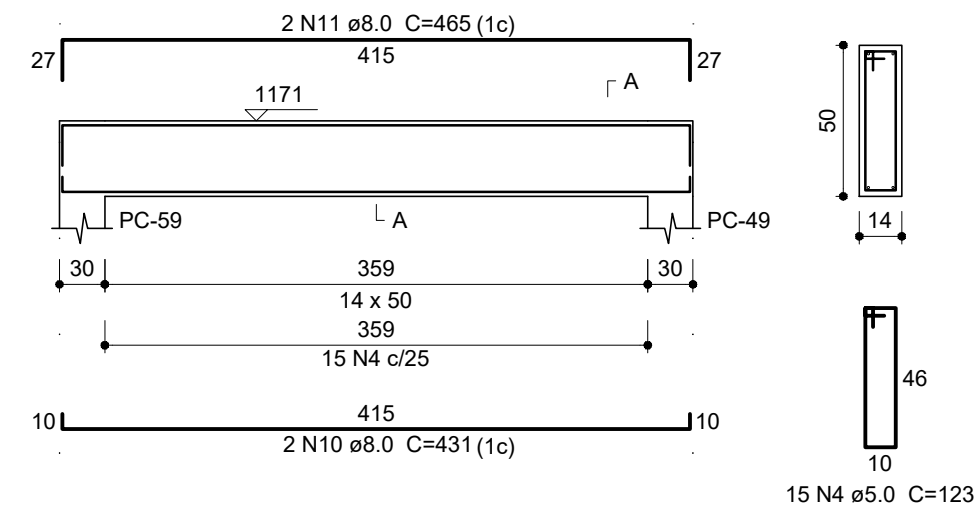 2 N11 ø8.0 C=465 (1c)
27 415 27
A
1171
50
PC-59 A PC-49
14
30 359 30
14 x 50
359
15 N4 c/25
46
10 415 10
2 N10 ø8.0 C=431 (1c)
10
15 N4 ø5.0 C=123